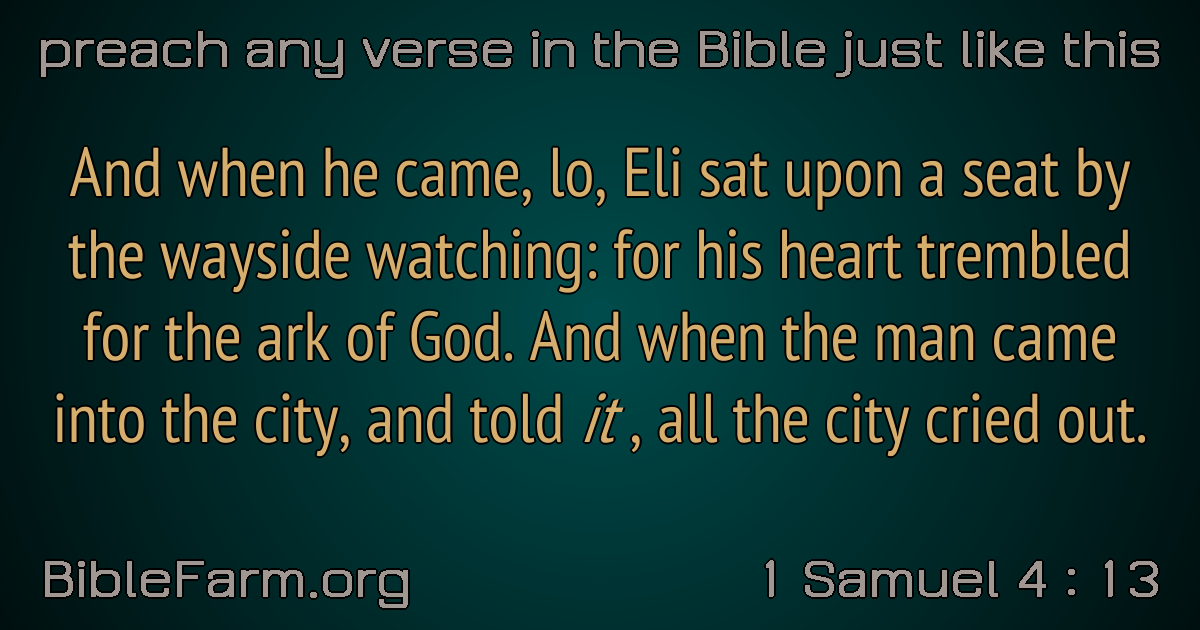 preach any verse in the Bible just like this
And when he came, lo, Eli sat upon a seat by
the wayside watching: for his heart trembled
for the ark of God. And when the man came
into the city, and told it , all the city cried out.
BibleFarm.org
1 Samuel 4 : 13